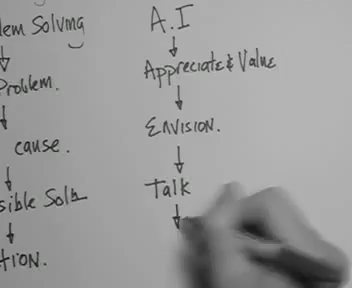 lem Solving
Problem.
cause.
sible Sol
TION.
A.I
Appreciate & Value
ENVISION.
Talk